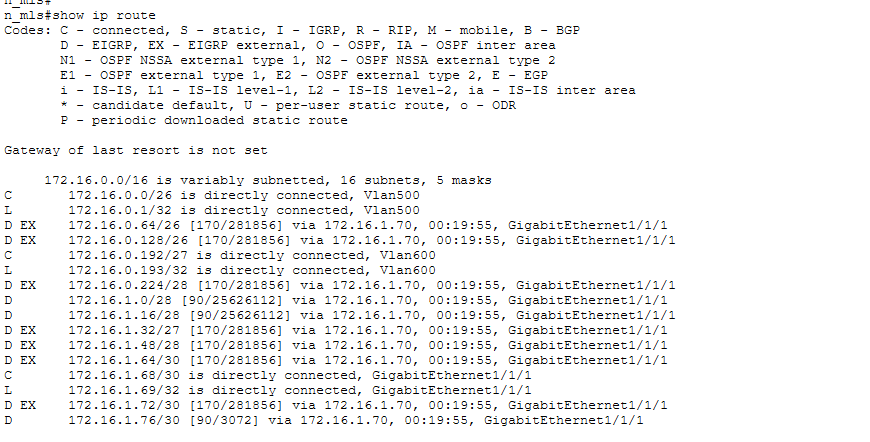 n_mls#
n_mls#show ip route
Codes: C - connected, S - static, I - IGRP, R - RIP, M - mobile, B - BGP
       D - EIGRP, EX - EIGRP external, O - OSPF, IA - OSPF inter area
       N1 - OSPF NSSA external type 1, N2 - OSPF NSSA external type 2
       E1 - OSPF external type 1, E2 - OSPF external type 2, E - EGP
       i - IS-IS, L1 - IS-IS level-1, L2 - IS-IS level-2, ia - IS-IS inter area
       * - candidate default, U - per-user static route, o - ODR
       P - periodic downloaded static route

Gateway of last resort is not set

     172.16.0.0/16 is variably subnetted, 16 subnets, 5 masks
C       172.16.0.0/26 is directly connected, Vlan500
L       172.16.0.1/32 is directly connected, Vlan500
D EX    172.16.0.64/26 [170/281856] via 172.16.1.70, 00:19:55, GigabitEthernet1/1/1
D EX    172.16.0.128/26 [170/281856] via 172.16.1.70, 00:19:55, GigabitEthernet1/1/1
C       172.16.0.192/27 is directly connected, Vlan600
L       172.16.0.193/32 is directly connected, Vlan600
D EX    172.16.0.224/28 [170/281856] via 172.16.1.70, 00:19:55, GigabitEthernet1/1/1
D       172.16.1.0/28 [90/25626112] via 172.16.1.70, 00:19:55, GigabitEthernet1/1/1
D       172.16.1.16/28 [90/25626112] via 172.16.1.70, 00:19:55, GigabitEthernet1/1/1
D EX    172.16.1.32/27 [170/281856] via 172.16.1.70, 00:19:55, GigabitEthernet1/1/1
D EX    172.16.1.48/28 [170/281856] via 172.16.1.70, 00:19:55, GigabitEthernet1/1/1
D EX    172.16.1.64/30 [170/281856] via 172.16.1.70, 00:19:55, GigabitEthernet1/1/1
C       172.16.1.68/30 is directly connected, GigabitEthernet1/1/1
L       172.16.1.69/32 is directly connected, GigabitEthernet1/1/1
D EX    172.16.1.72/30 [170/281856] via 172.16.1.70, 00:19:55, GigabitEthernet1/1/1
D       172.16.1.76/30 [90/3072] via 172.16.1.70, 00:19:55, GigabitEthernet1/1/1